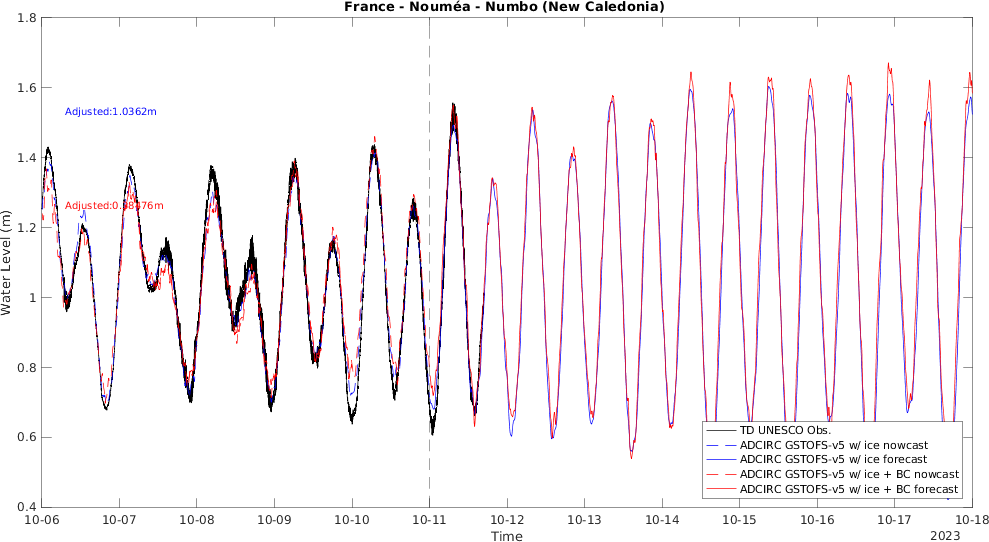 France - Nouméa - Numbo (New Caledonia)
Water Level (m)
1.8
1.6
1.4
1.2
1
0.8
0.6
0.4
Adjusted:1.0362m
Adjusted:0.98476m
TD UNESCO Obs.
ADCIRC GSTOFS-v5 w/ ice nowcast
ADCIRC GSTOFS-v5 w/ ice forecast
ADCIRC GSTOFS-v5 w/ ice + BC nowcast
ADCIRC GSTOFS-v5 w/ ice + BC forecast
10-06 10-07 10-08 10-09 10-10 10-11 10-12 10-13 10-14 10-15 10-16 10-17 10-18
Time
2023